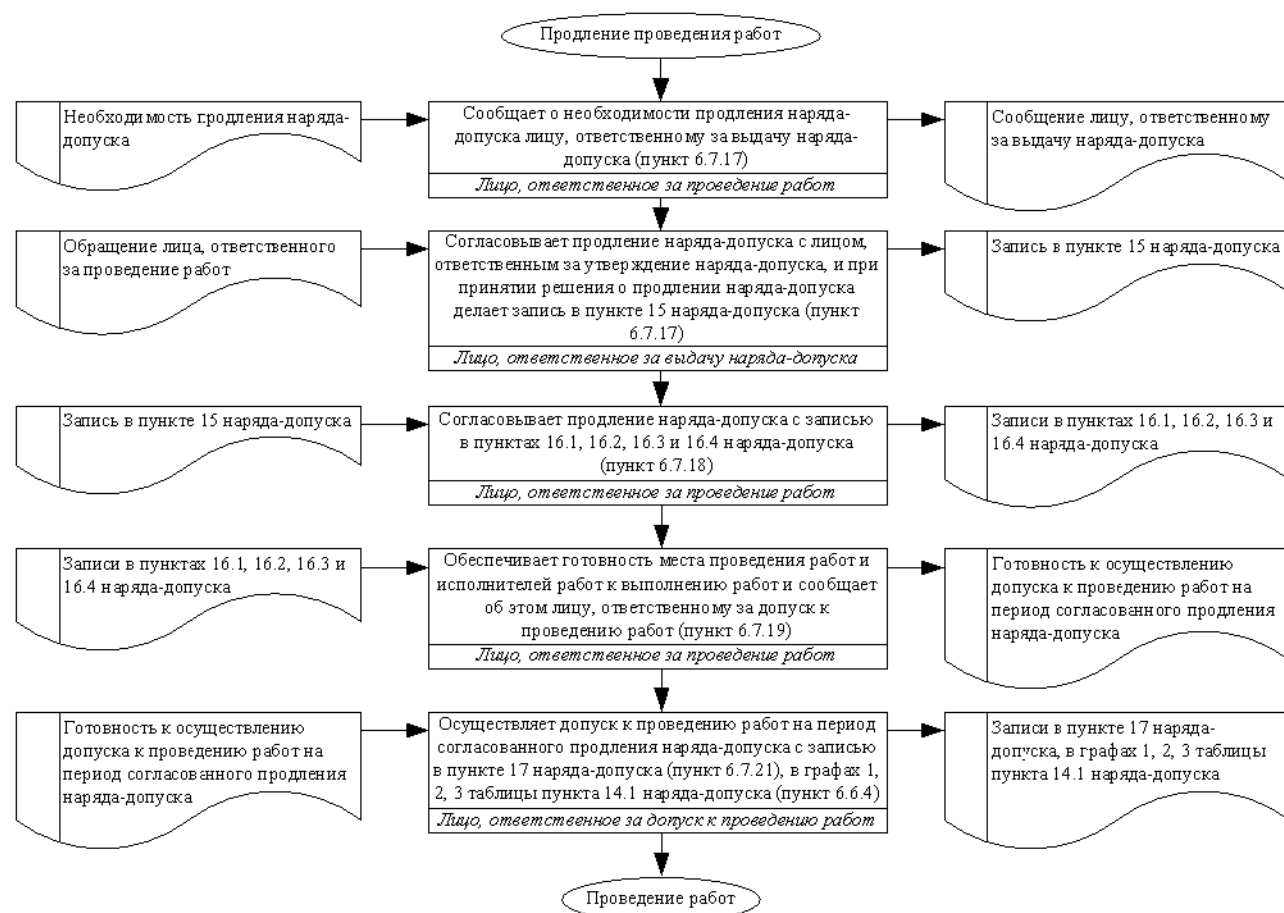 Продление проведения работ
Необходимость продления наряда-
допуска
Сообщает о необходимости продления наряда-
допуска лицу, ответственному за выдачу наряда-
допуска (пункт 6.7.17)
Лицо, ответственное за проведение работ
Сообщение лицу, ответственному
за выдачу наряда-допуска
Обращение лица, ответственного
за проведение работ
Согласовывает продление наряда-допуска с лицом,
ответственным за утверждение наряда-допуска, и при
принятии решения о продлении наряда-допуска
делает запись в пункте 15 наряда-допуска (пункт
6.7.17)
Лицо, ответственное за выдачу наряда-допуска
Запись в пункте 15 наряда-допуска
Запись в пункте 15 наряда-допуска
Согласовывает продление наряда-допуска с записью
в пунктах 16.1, 16.2, 16.3 и 16.4 наряда-допуска
(пункт 6.7.18)
Лицо, ответственное за проведение работ
Записи в пунктах 16.1, 16.2, 16.3 и
16.4 наряда-допуска
Записи в пунктах 16.1, 16.2, 16.3 и
16.4 наряда-допуска
Обеспечивает готовность места проведения работ и
исполнителей работ к выполнению работ и сообщает
об этом лицу, ответственному за допуск к
проведению работ (пункт 6.7.19)
Лицо, ответственное за проведение работ
Готовность к осуществлению
допуска к проведению работ на
период согласованного продления
наряда-допуска
Готовность к осуществлению
допуска к проведению работ на
период согласованного продления
наряда-допуска
Осуществляет допуск к проведению работ на период
согласованного продления наряда-допуска с записью
в пункте 17 наряда-допуска (пункт 6.7.21), в графах 1,
2, 3 таблицы пункта 14.1 наряда-допуска (пункт 6.6.4)
Лицо, ответственное за допуск к проведению работ
Записи в пункте 17 наряда-
допуска, в графах 1, 2, 3 таблицы
пункта 14.1 наряда-допуска
Проведение работ